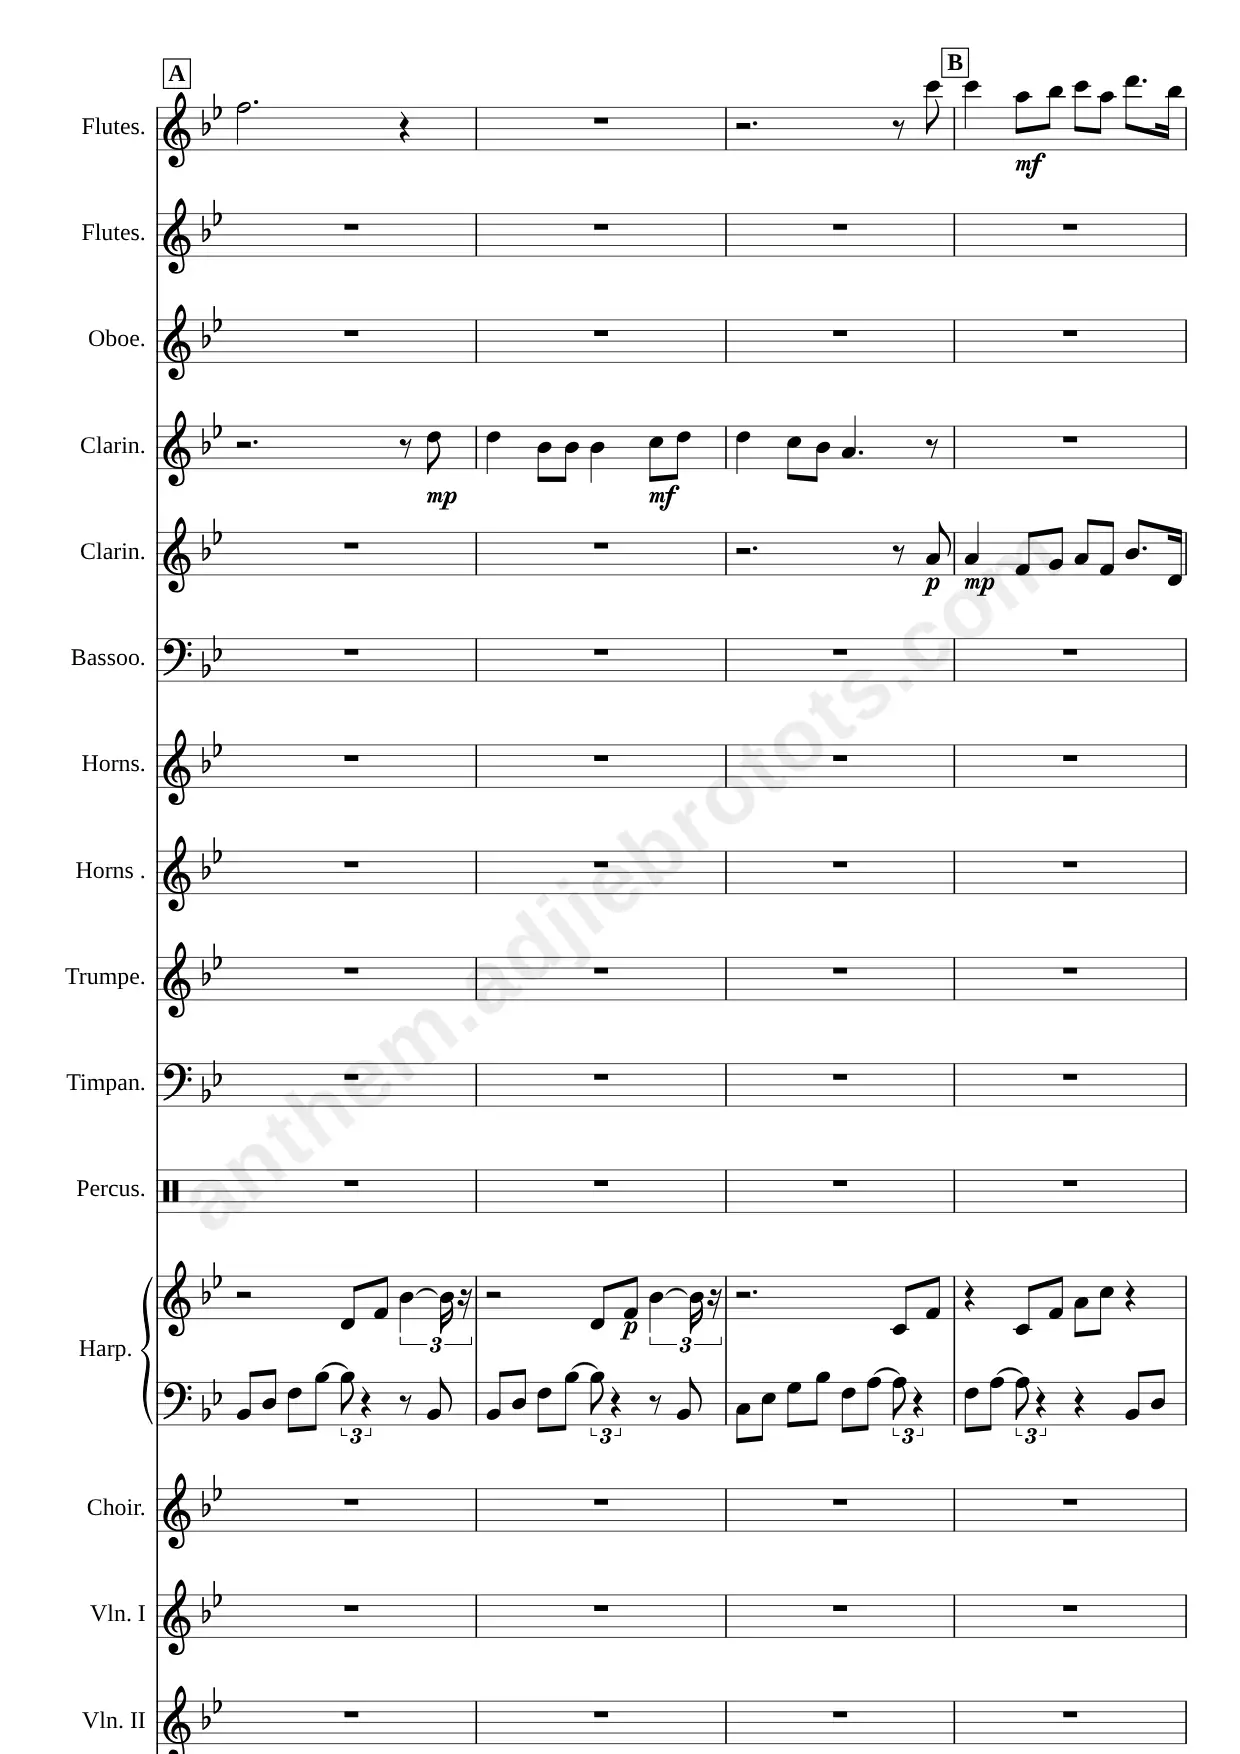 A
B
Flutes.
mf
Flutes.
Oboe.
Clarin.
mp
mf
Clarin.
p
mp
Bassoo.
Horns.
Horns .
Trumpe.
Timpan.
Percus.
Harp.
3
p
3
3
3
3
3
Choir.
Vln. I
Vln. II
anthem.adjiebrotots.com